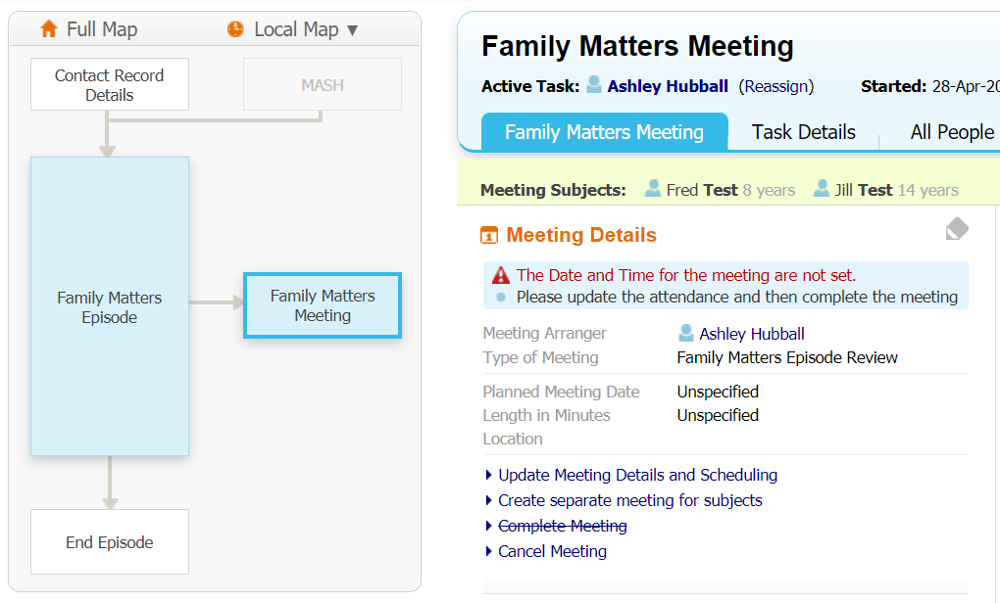 Full Map
Local Map ▼
Contact Record
Details
MASH
Family Matters
Episode
Family Matters
Meeting
End Episode
Family Matters Meeting
Active Task: Ashley Hubball (Reassign) Started: 28-Apr-20
Family Matters Meeting Task Details All People
Meeting Subjects: Fred Test 8 years Jill Test 14 years
Meeting Details
The Date and Time for the meeting are not set.
Please update the attendance and then complete the meeting
Meeting Arranger Ashley Hubball
Type of Meeting Family Matters Episode Review
Planned Meeting Date Unspecified
Length in Minutes Unspecified
Location
Update Meeting Details and Scheduling
Create separate meeting for subjects
Complete Meeting
Cancel Meeting